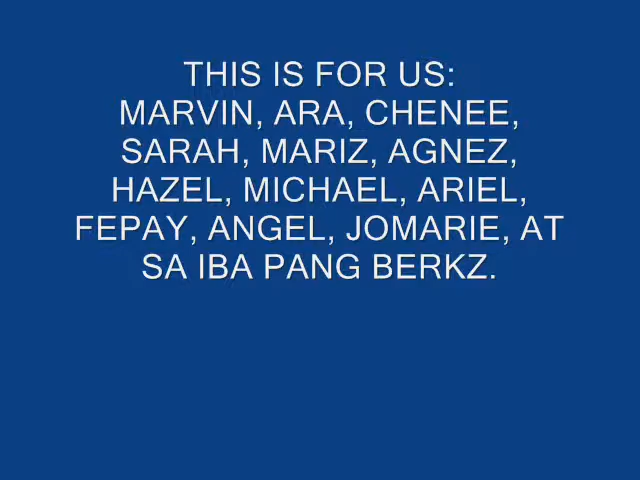 THIS IS FOR US:
MARVIN, ARA, CHENEE,
SARAH, MARIZ, AGNEZ,
HAZEL, MICHAEL, ARIEL,
FEPAY, ANGEL, JOMARIE, AT
SA IBA PANG BERKZ.